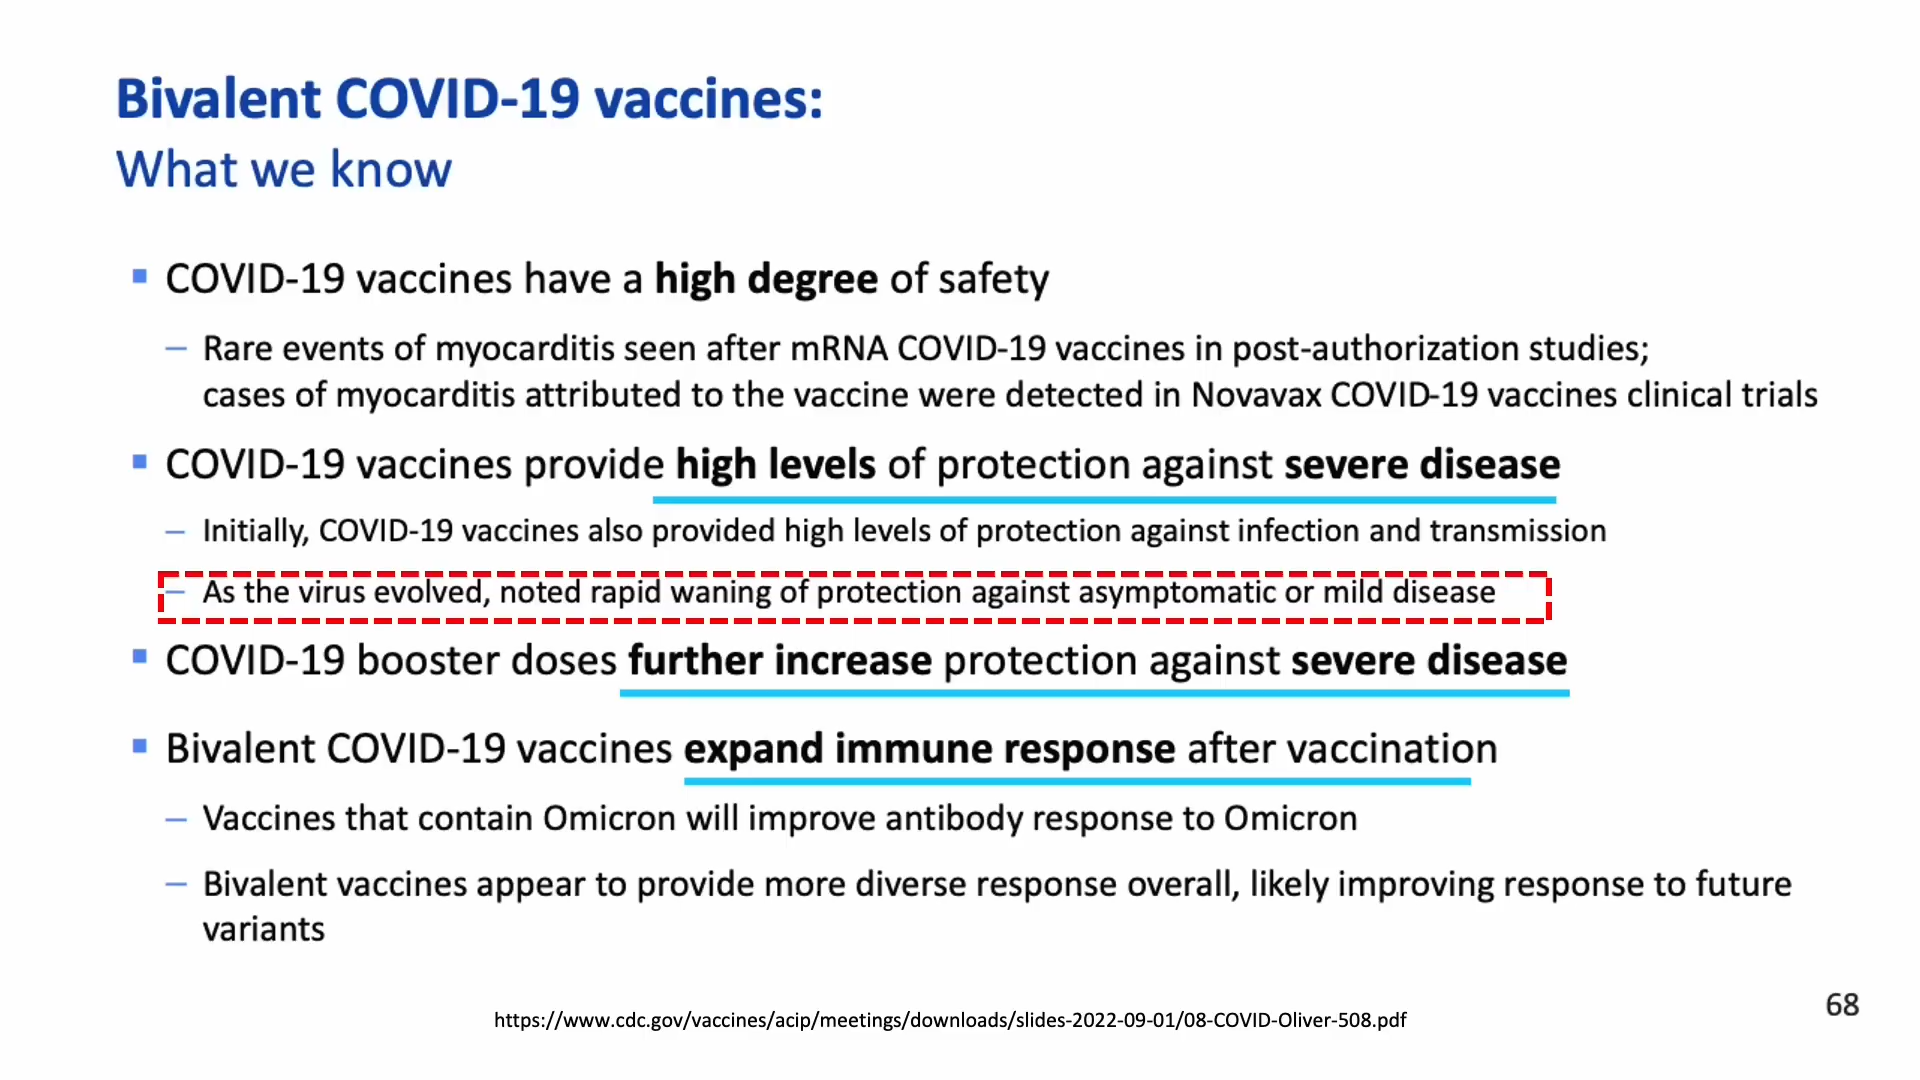 Bivalent COVID-19 vaccines:
What we know
▪ COVID-19 vaccines have a high degree of safety
– Rare events of myocarditis seen after mRNA COVID-19 vaccines in post-authorization studies;
cases of myocarditis attributed to the vaccine were detected in Novavax COVID-19 vaccines clinical trials
▪ COVID-19 vaccines provide high levels of protection against severe disease
– Initially, COVID-19 vaccines also provided high levels of protection against infection and transmission
– As the virus evolved, noted rapid waning of protection against asymptomatic or mild disease
▪ COVID-19 booster doses further increase protection against severe disease
▪ Bivalent COVID-19 vaccines expand immune response after vaccination
– Vaccines that contain Omicron will improve antibody response to Omicron
– Bivalent vaccines appear to provide more diverse response overall, likely improving response to future
variants
68
https://www.cdc.gov/vaccines/acip/meetings/downloads/slides-2022-09-01/08-COVID-Oliver-508.pdf